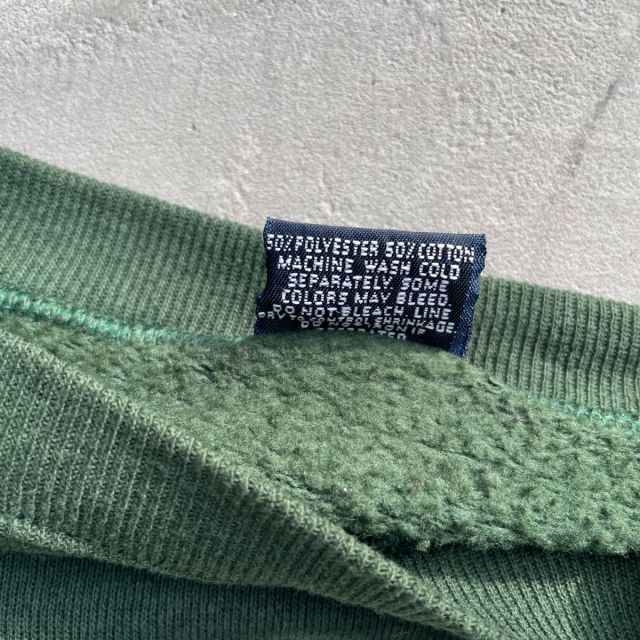 50% POLYESTER 50% COTTON
MACHINE WASH COLD
SEPARATELY SOME
COLORS MAY BLEED.
DO NOT BLEACH. LINE